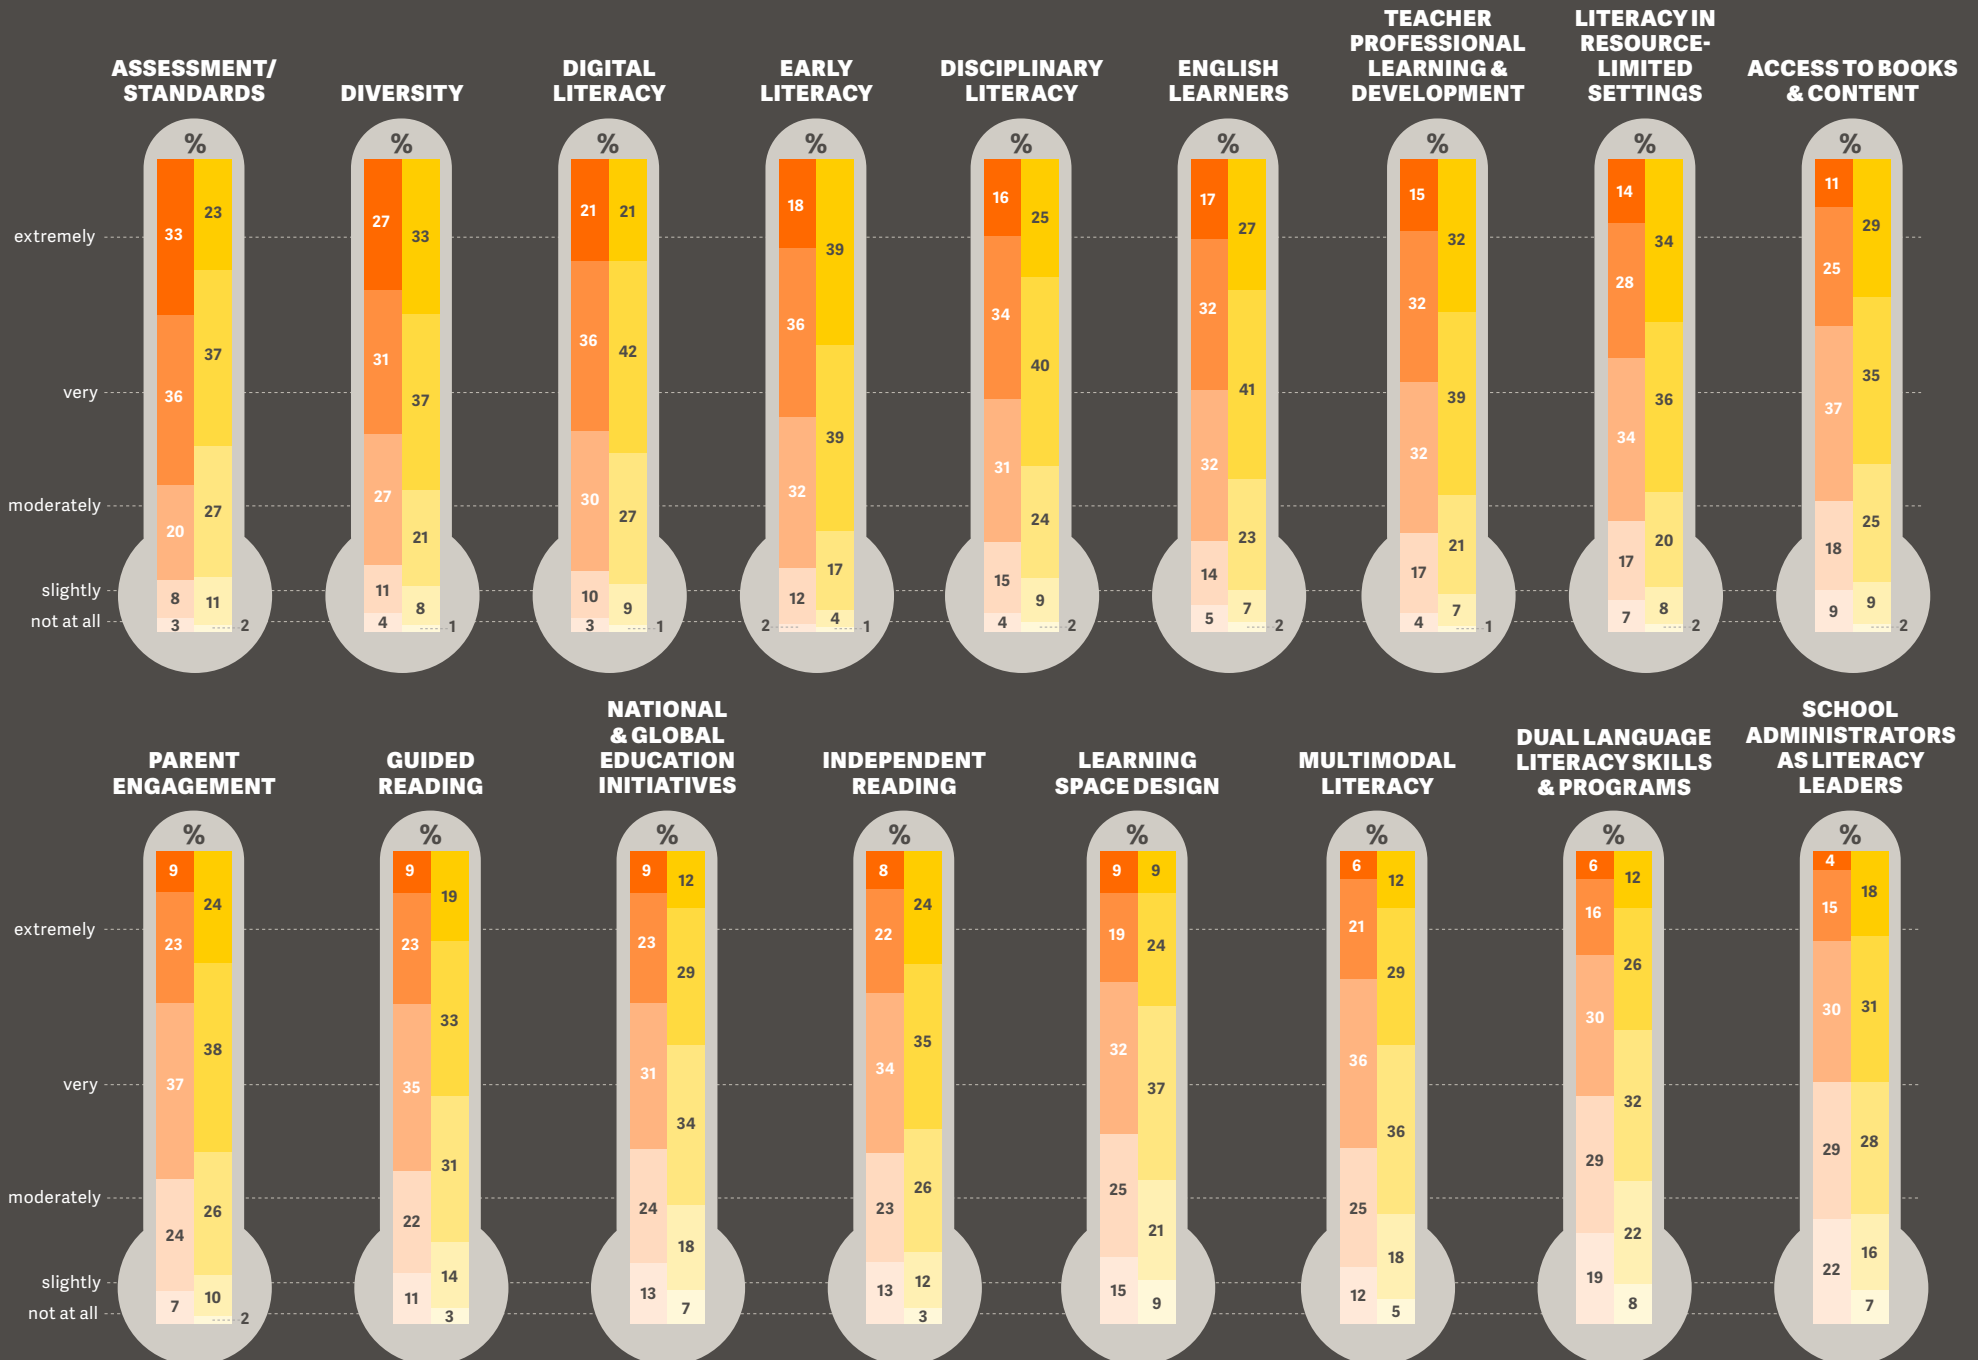 ASSESSMENT/
STANDARDS
DIVERSITY
DIGITAL
LITERACY
EARLY
LITERACY
DISCIPLINARY
LITERACY
ENGLISH
LEARNERS
TEACHER
PROFESSIONAL
LEARNING &
DEVELOPMENT
LITERACY IN
RESOURCE-
LIMITED
SETTINGS
ACCESS TO BOOKS
& CONTENT
% % % % % % % % %
extremely
very
moderately
slightly
not at all
33 23
36 37
20 27
8 11
3 2
27 33
31 37
27 21
11 8
4 1
21 21
36 42
30 27
10 9
3 1
18 39
36 39
32 17
12 4
2 1
16 25
34 40
31 24
15 9
4 2
17 27
32 41
32 23
14 7
5 2
15 32
32 39
32 21
17 7
4 1
14 34
28 36
34 20
17 8
7 2
11 29
25 35
37 25
18 9
9 2
PARENT
ENGAGEMENT
GUIDED
READING
NATIONAL
& GLOBAL
EDUCATION
INITIATIVES
INDEPENDENT
READING
LEARNING
SPACE DESIGN
MULTIMODAL
LITERACY
DUAL LANGUAGE
LITERACY SKILLS
& PROGRAMS
SCHOOL
ADMINISTRATORS
AS LITERACY
LEADERS
% % % % % % % %
extremely
very
moderately
slightly
not at all
9 24
23 38
37 26
24 10
7 2
9 19
23 33
35 31
22 14
11 3
9 12
23 29
31 34
24 18
13 7
8 24
22 35
34 26
23 12
13 3
9 9
19 24
32 37
25 21
15 9
6 12
21 29
36 36
25 18
12 5
6 12
16 26
30 32
29 22
19 8
4 18
15 31
30 28
29 16
22 7